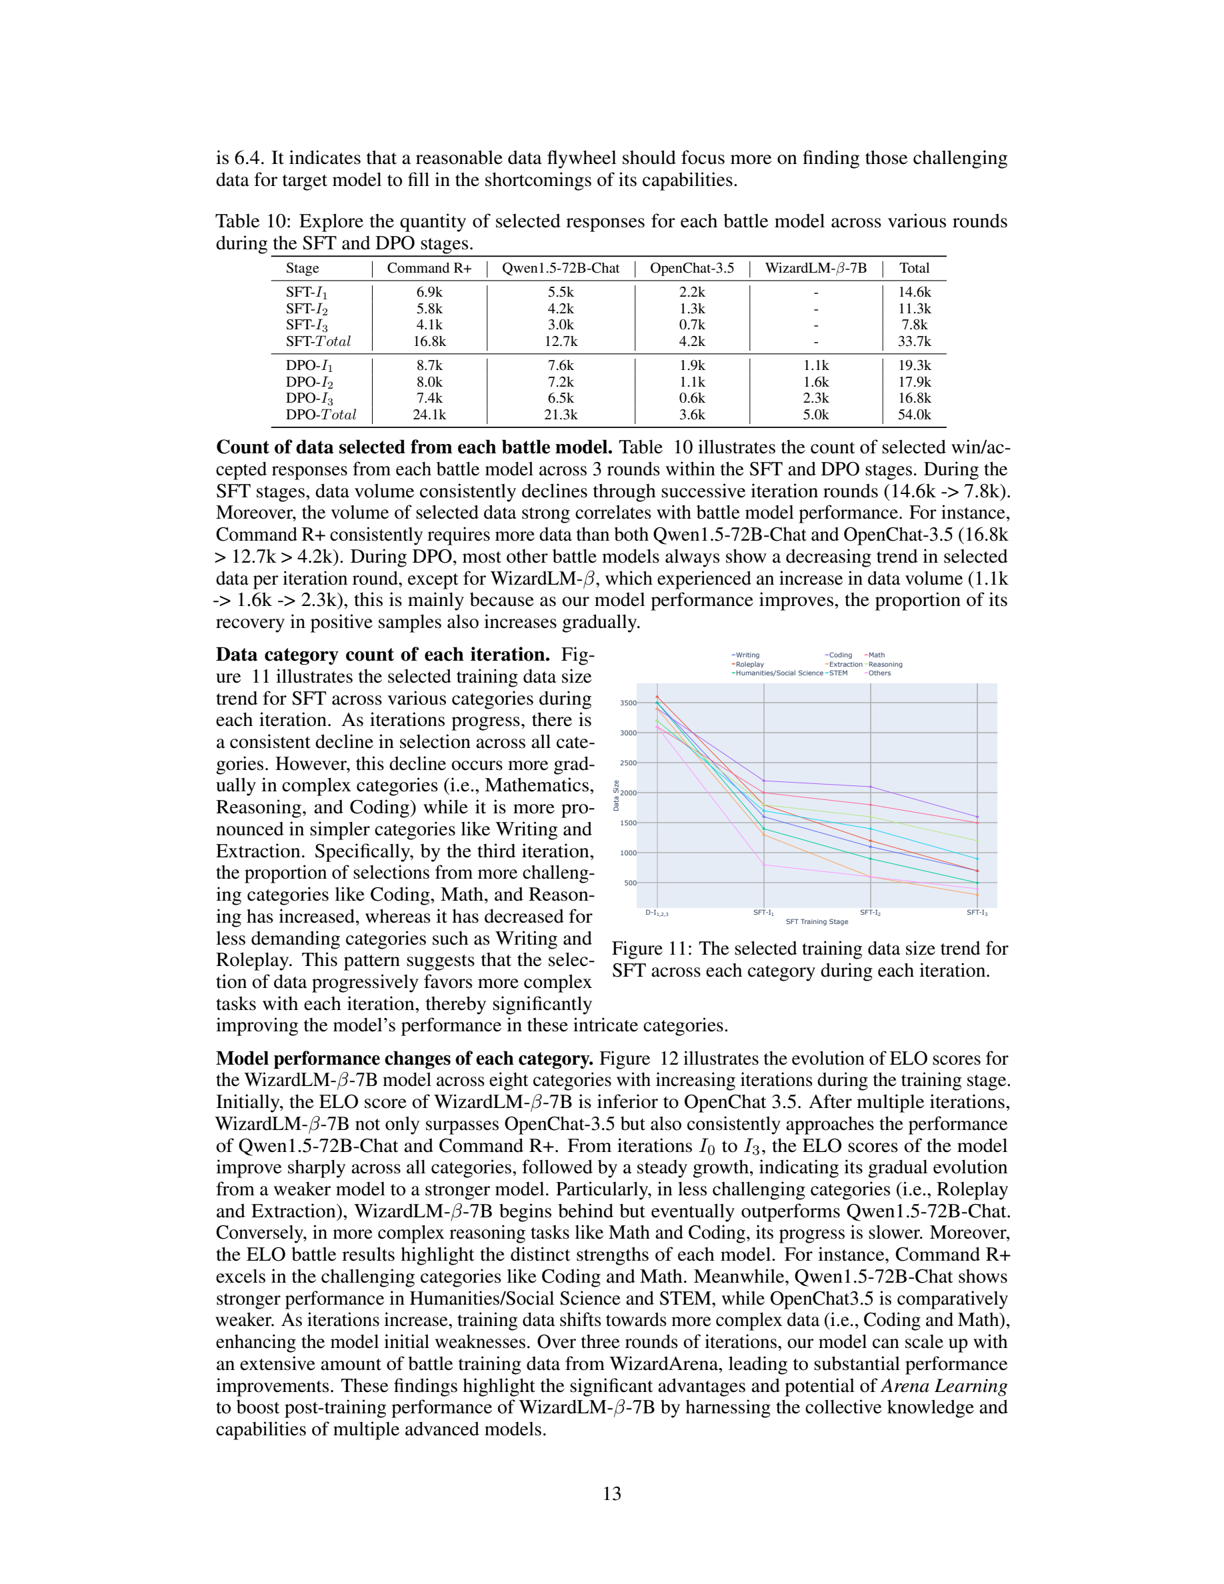 is 6.4. It indicates that a reasonable data flywheel should focus more on finding those challenging
data for target model to fill in the shortcomings of its capabilities.
Table 10: Explore the quantity of selected responses for each battle model across various rounds
during the SFT and DPO stages.
Stage Command R+ Qwen1.5-72B-Chat OpenChat-3.5 WizardLM-β-7B Total
SFT-I₁ 6.9k 5.5k 2.2k - 14.6k
SFT-I₂ 5.8k 4.2k 1.3k - 11.3k
SFT-I₃ 4.1k 3.0k 0.7k - 7.8k
SFT-Total 16.8k 12.7k 4.2k - 33.7k
DPO-I₁ 8.7k 7.6k 1.9k 1.1k 19.3k
DPO-I₂ 8.0k 7.2k 1.1k 1.6k 17.9k
DPO-I₃ 7.4k 6.5k 0.6k 2.3k 16.8k
DPO-Total 24.1k 21.3k 3.6k 5.0k 54.0k
Count of data selected from each battle model. Table 10 illustrates the count of selected win/ac-
cepted responses from each battle model across 3 rounds within the SFT and DPO stages. During the
SFT stages, data volume consistently declines through successive iteration rounds (14.6k -> 7.8k).
Moreover, the volume of selected data strong correlates with battle model performance. For instance,
Command R+ consistently requires more data than both Qwen1.5-72B-Chat and OpenChat-3.5 (16.8k
> 12.7k > 4.2k). During DPO, most other battle models always show a decreasing trend in selected
data per iteration round, except for WizardLM-β, which experienced an increase in data volume (1.1k
-> 1.6k -> 2.3k), this is mainly because as our model performance improves, the proportion of its
recovery in positive samples also increases gradually.
Data category count of each iteration. Fig-
ure 11 illustrates the selected training data size
trend for SFT across various categories during
each iteration. As iterations progress, there is
a consistent decline in selection across all cate-
gories. However, this decline occurs more grad-
ually in complex categories (i.e., Mathematics,
Reasoning, and Coding) while it is more pro-
nounced in simpler categories like Writing and
Extraction. Specifically, by the third iteration,
the proportion of selections from more challeng-
ing categories like Coding, Math, and Reason-
ing has increased, whereas it has decreased for
less demanding categories such as Writing and
Roleplay. This pattern suggests that the selec-
tion of data progressively favors more complex
tasks with each iteration, thereby significantly
improving the model's performance in these intricate categories.
Writing Coding Math
Roleplay Extraction Reasoning
Humanities/Social Science STEM Others
3500
3000
2500
2000
1500
1000
500
Data Size
D-I₁,₂,₃ SFT-I₁ SFT-I₂ SFT-I₃
SFT Training Stage
Figure 11: The selected training data size trend for
SFT across each category during each iteration.
Model performance changes of each category. Figure 12 illustrates the evolution of ELO scores for
the WizardLM-β-7B model across eight categories with increasing iterations during the training stage.
Initially, the ELO score of WizardLM-β-7B is inferior to OpenChat 3.5. After multiple iterations,
WizardLM-β-7B not only surpasses OpenChat-3.5 but also consistently approaches the performance
of Qwen1.5-72B-Chat and Command R+. From iterations I₀ to I₃, the ELO scores of the model
improve sharply across all categories, followed by a steady growth, indicating its gradual evolution
from a weaker model to a stronger model. Particularly, in less challenging categories (i.e., Roleplay
and Extraction), WizardLM-β-7B begins behind but eventually outperforms Qwen1.5-72B-Chat.
Conversely, in more complex reasoning tasks like Math and Coding, its progress is slower. Moreover,
the ELO battle results highlight the distinct strengths of each model. For instance, Command R+
excels in the challenging categories like Coding and Math. Meanwhile, Qwen1.5-72B-Chat shows
stronger performance in Humanities/Social Science and STEM, while OpenChat3.5 is comparatively
weaker. As iterations increase, training data shifts towards more complex data (i.e., Coding and Math),
enhancing the model initial weaknesses. Over three rounds of iterations, our model can scale up with
an extensive amount of battle training data from WizardArena, leading to substantial performance
improvements. These findings highlight the significant advantages and potential of Arena Learning
to boost post-training performance of WizardLM-β-7B by harnessing the collective knowledge and
capabilities of multiple advanced models.
13